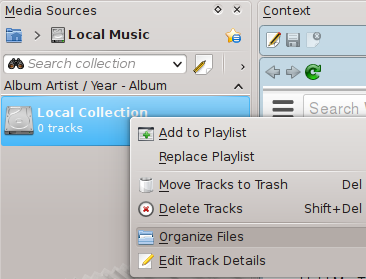 Media Sources
Context
Local Music
Search collection
Album Artist / Year - Album
Search
Local Collection
0 tracks
Add to Playlist
Replace Playlist
Move Tracks to Trash Del
Delete Tracks Shift+Del
Organize Files
Edit Track Details